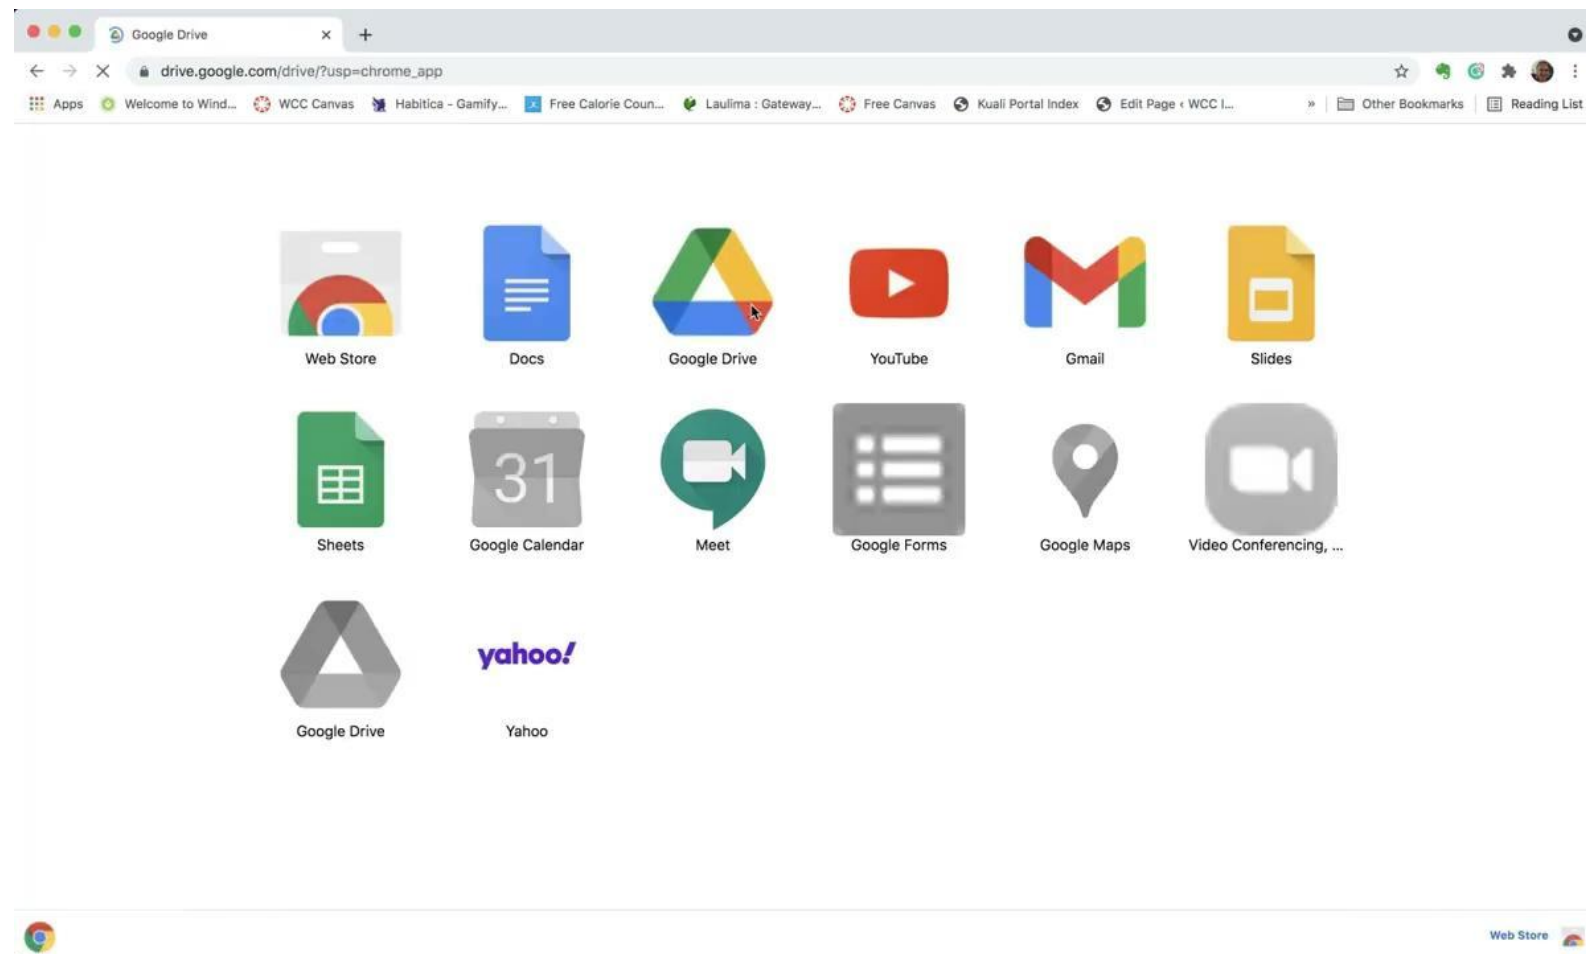 Google Drive
drive.google.com/drive/?usp=chrome_app
Apps Welcome to Wind... WCC Canvas Habitica - Gamify... Free Calorie Coun... Laulima : Gateway... Free Canvas Kuali Portal Index Edit Page ‹ WCC I... » Other Bookmarks Reading List
Web Store Docs Google Drive YouTube Gmail Slides
31
Sheets Google Calendar Meet Google Forms Google Maps Video Conferencing, ...
yahoo!
Google Drive Yahoo
Web Store